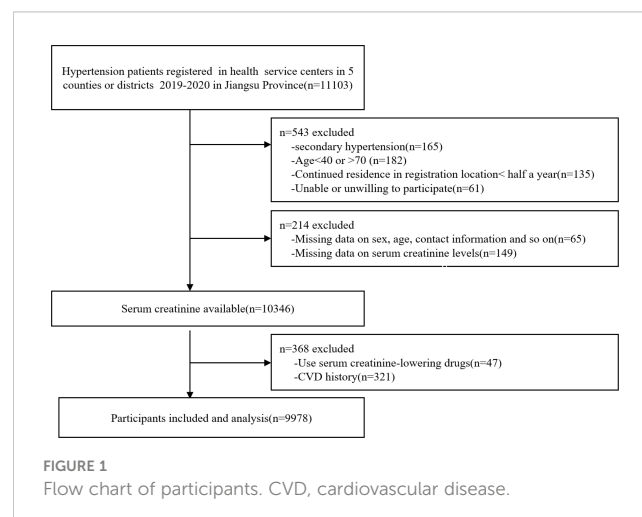 Hypertension patients registered in health service centers in 5
counties or districts 2019-2020 in Jiangsu Province(n=11103)
n=543 excluded
-secondary hypertension(n=165)
-Age<40 or >70 (n=182)
-Continued residence in registration location< half a year(n=135)
-Unable or unwilling to participate(n=61)
n=214 excluded
-Missing data on sex, age, contact information and so on(n=65)
-Missing data on serum creatinine levels(n=149)
Serum creatinine available(n=10346)
n=368 excluded
-Use serum creatinine-lowering drugs(n=47)
-CVD history(n=321)
Participants included and analysis(n=9978)
FIGURE 1
Flow chart of participants. CVD, cardiovascular disease.